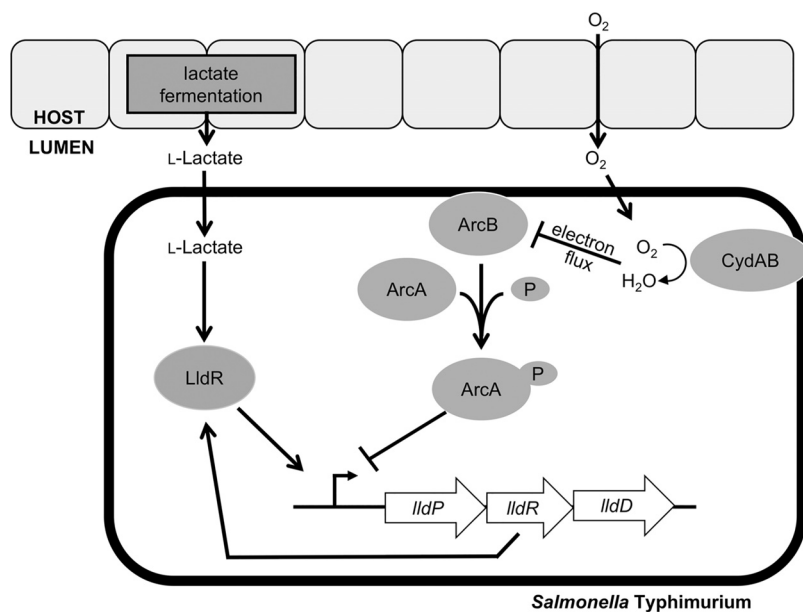 O₂
lactate
fermentation
HOST
LUMEN
L-Lactate
O₂
ArcB
electron
flux
O₂
H₂O
CydAB
L-Lactate
ArcA
P
LldR
ArcA
P
lldP
lldR
lldD
Salmonella Typhimurium